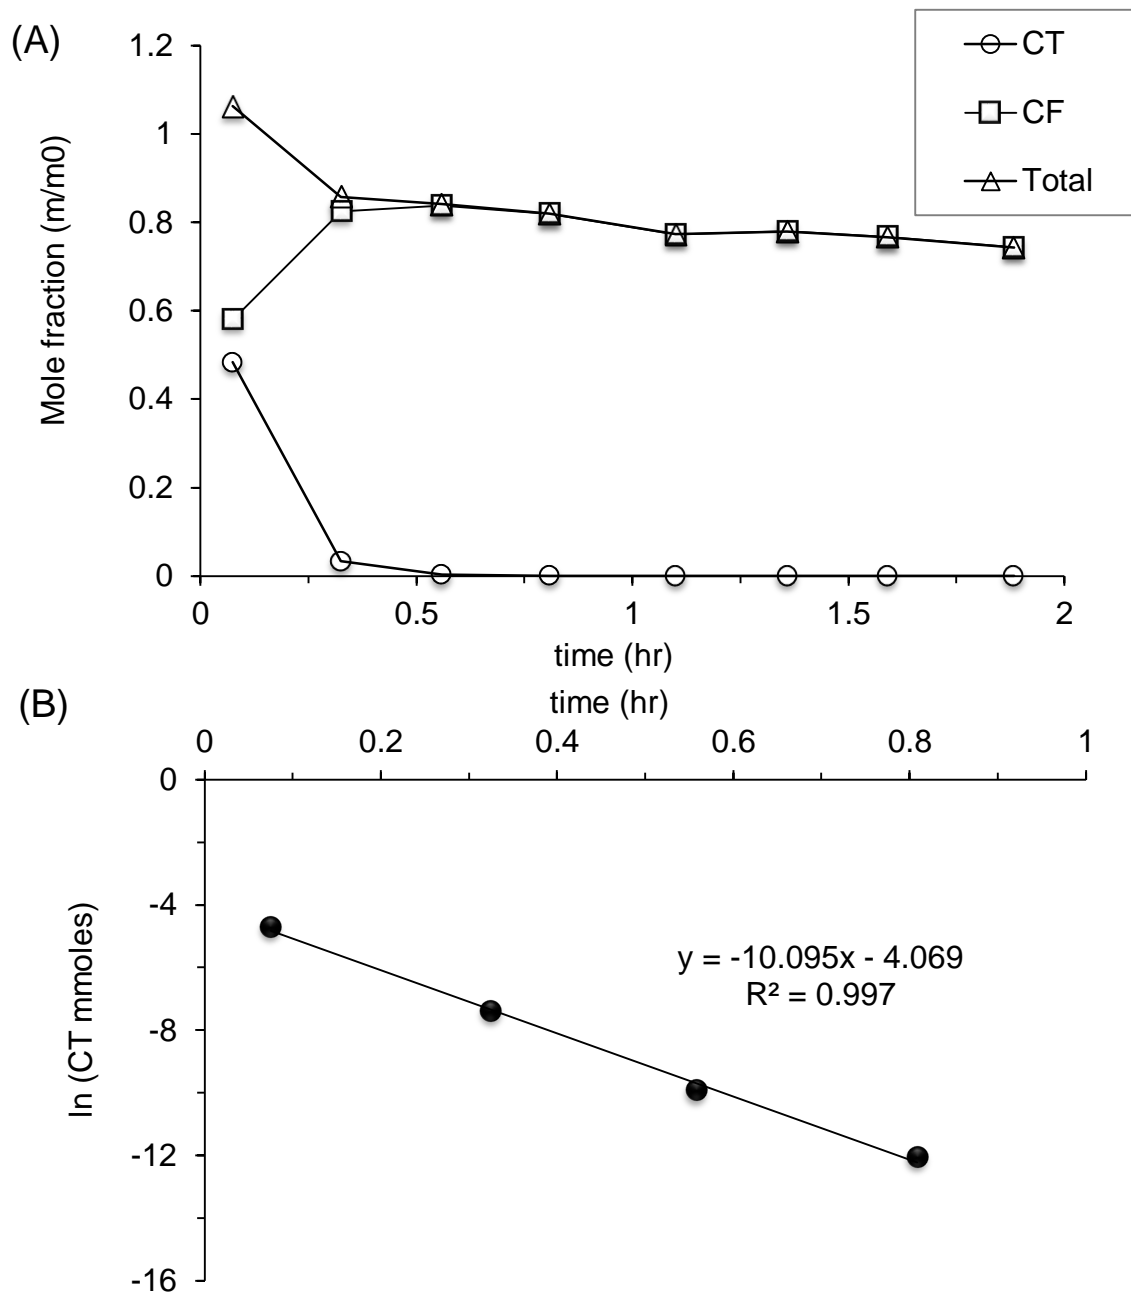 (A)
CT
CF
Total
Mole fraction (m/m0)
1.2
1
0.8
0.6
0.4
0.2
0
0 0.5 1 1.5 2
time (hr)
(B)
time (hr)
0 0.2 0.4 0.6 0.8 1
ln (CT mmoles)
0
-4
-8
-12
-16
y = -10.095x - 4.069
R² = 0.997